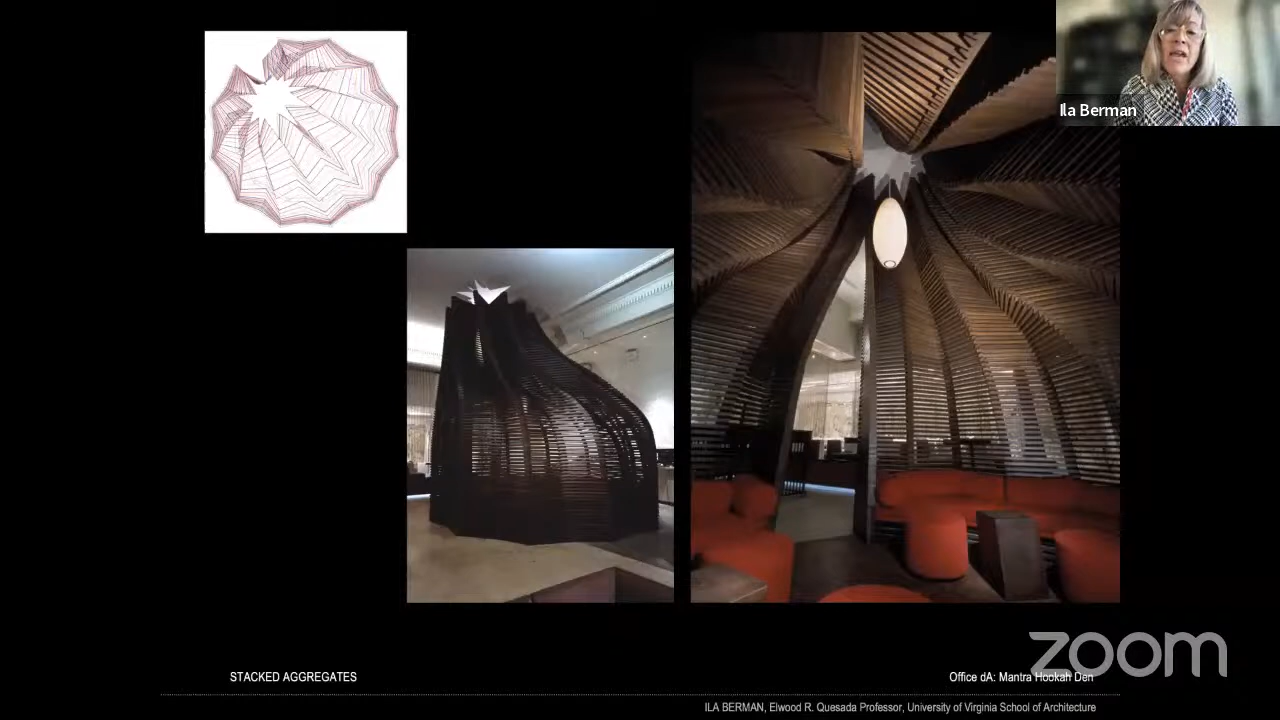 Ila Berman
zoom
STACKED AGGREGATES
Office dA: Mantra Hookah Den
ILA BERMAN, Elwood R. Quesada Professor, University of Virginia School of Architecture